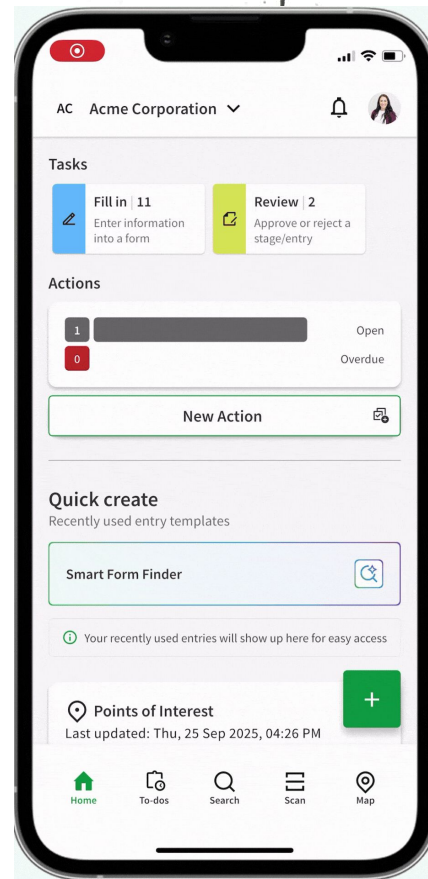 AC Acme Corporation
Tasks
Fill in | 11
Enter information
into a form
Review | 2
Approve or reject a
stage/entry
Actions
1
Open
0
Overdue
New Action
Quick create
Recently used entry templates
Smart Form Finder
Your recently used entries will show up here for easy access
+
Points of Interest
Last updated: Thu, 25 Sep 2025, 04:26 PM
Home To-dos Search Scan Map